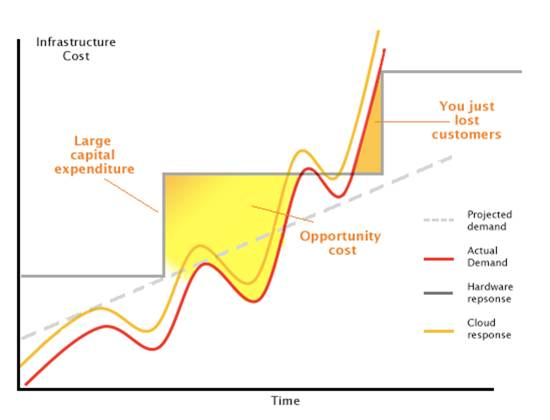 Infrastructure
Cost
Large
capital
expenditure
You just
lost
customers
Opportunity
cost
Projected
demand
Actual
Demand
Hardware
repsonse
Cloud
response
Time